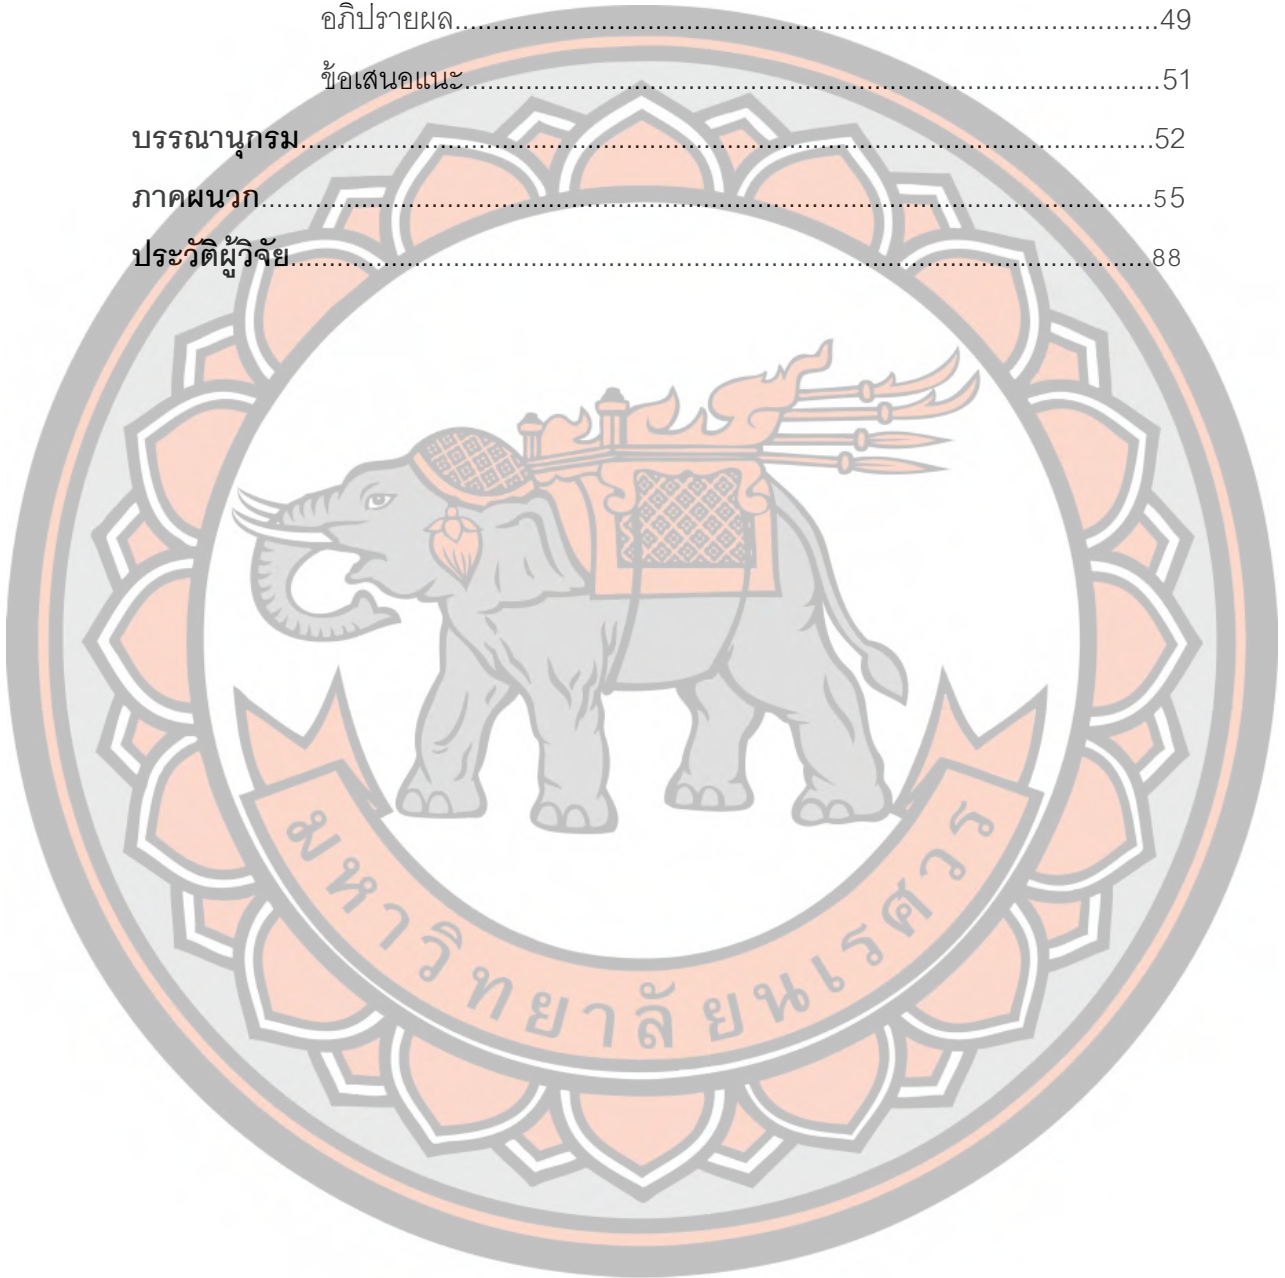 อภิปรายผล....................................................................................................49
ข้อเสนอแนะ..................................................................................................51
บรรณานุกรม.........................................................................................................................52
ภาคผนวก..............................................................................................................................55
ประวัติผู้วิจัย..........................................................................................................................88
มหาวิทยาลัยนเรศวร